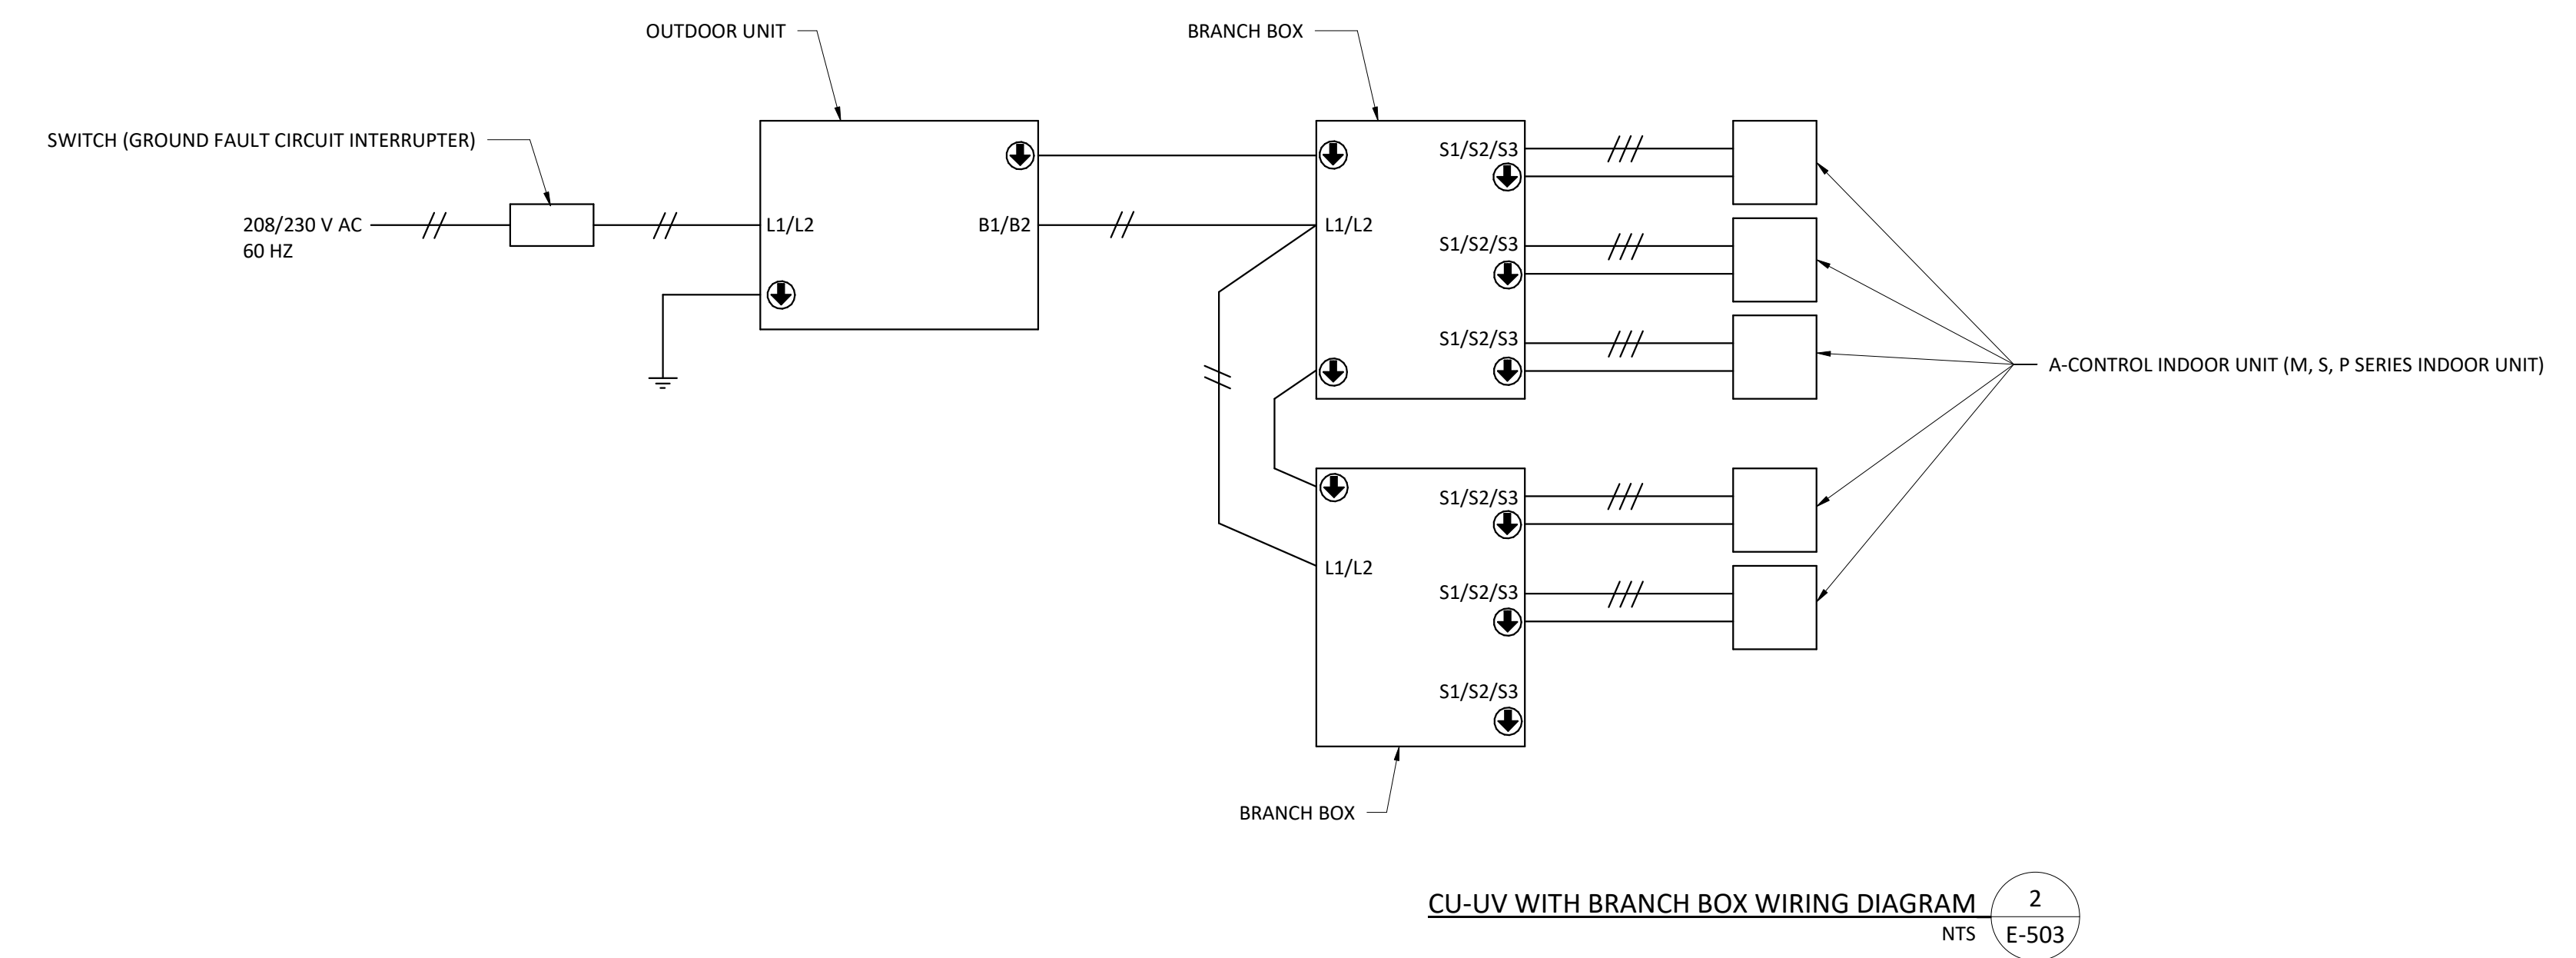 OUTDOOR UNIT
BRANCH BOX
SWITCH (GROUND FAULT CIRCUIT INTERRUPTER)
208/230 V AC
60 HZ
L1/L2
B1/B2
L1/L2
S1/S2/S3
S1/S2/S3
S1/S2/S3
A-CONTROL INDOOR UNIT (M, S, P SERIES INDOOR UNIT)
L1/L2
S1/S2/S3
S1/S2/S3
S1/S2/S3
BRANCH BOX
CU-UV WITH BRANCH BOX WIRING DIAGRAM
NTS
2
E-503